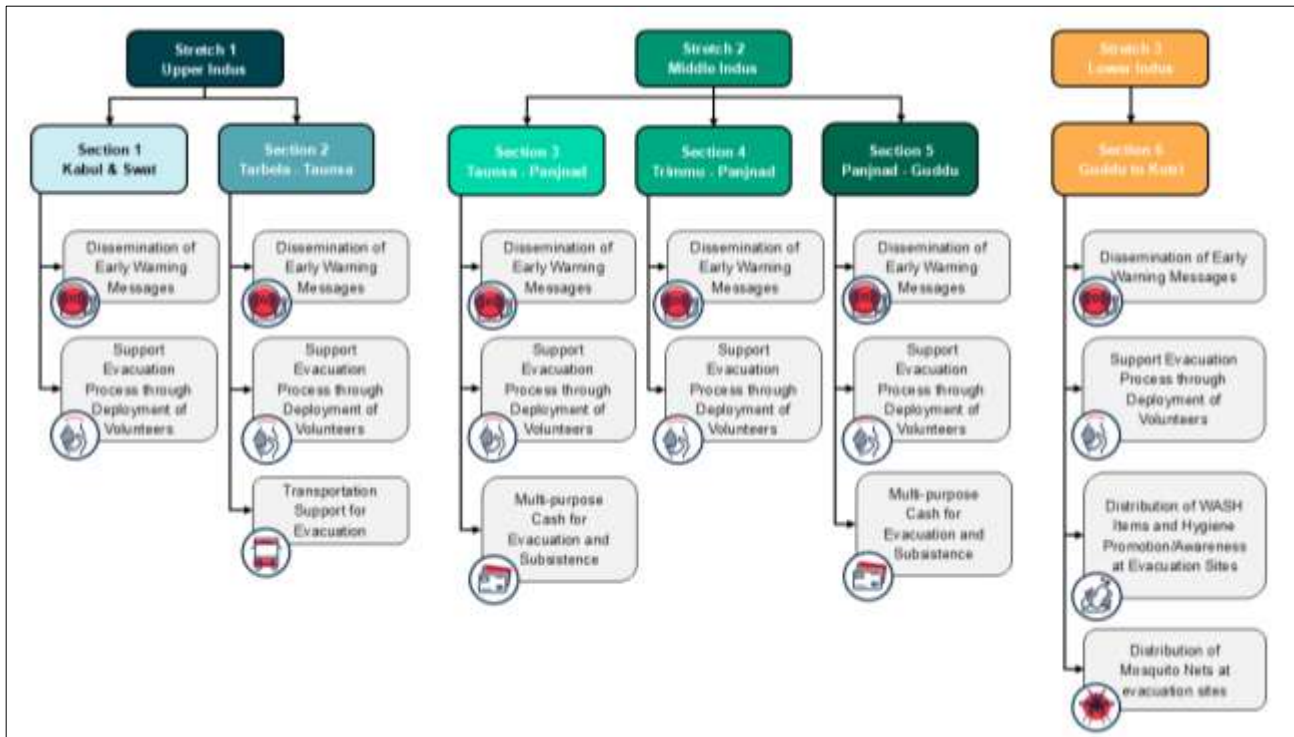 Stretch 1
Upper Indus
Stretch 2
Middle Indus
Stretch 3
Lower Indus
Section 1
Kabul & Swat
Section 2
Tarbela - Taunsa
Section 3
Taunsa - Panjnad
Section 4
Trimmu - Panjnad
Section 5
Panjnad - Guddu
Section 6
Guddu to Kotri
Dissemination of
Early Warning
Messages
Support
Evacuation
Process through
Deployment of
Volunteers
Dissemination of
Early Warning
Messages
Support
Evacuation
Process through
Deployment of
Volunteers
Transportation
Support for
Evacuation
Dissemination of
Early Warning
Messages
Support
Evacuation
Process through
Deployment of
Volunteers
Multi-purpose
Cash for
Evacuation and
Subsistence
Dissemination of
Early Warning
Messages
Support
Evacuation
Process through
Deployment of
Volunteers
Dissemination of
Early Warning
Messages
Support
Evacuation
Process through
Deployment of
Volunteers
Multi-purpose
Cash for
Evacuation and
Subsistence
Dissemination of Early
Warning Messages
Support Evacuation
Process through
Deployment of
Volunteers
Distribution of WASH
Items and Hygiene
Promotion/Awareness
at Evacuation Sites
Distribution of
Mosquito Nets at
evacuation sites